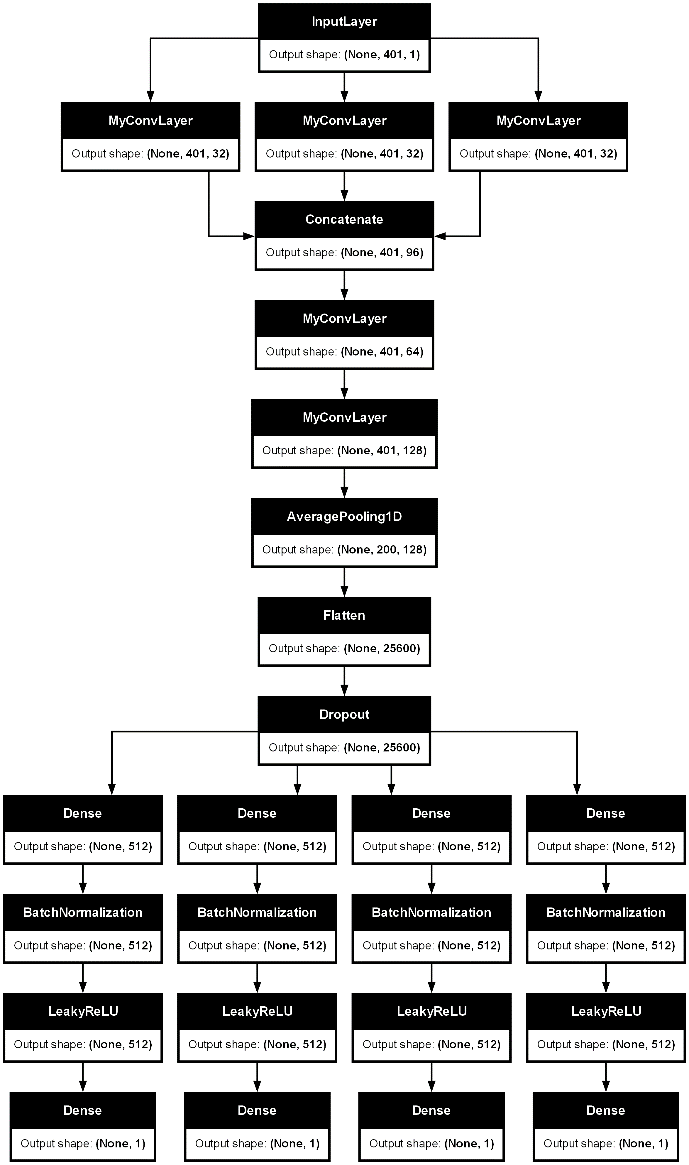 InputLayer
Output shape: (None, 401, 1)
MyConvLayer
Output shape: (None, 401, 32)
MyConvLayer
Output shape: (None, 401, 32)
MyConvLayer
Output shape: (None, 401, 32)
Concatenate
Output shape: (None, 401, 96)
MyConvLayer
Output shape: (None, 401, 64)
MyConvLayer
Output shape: (None, 401, 128)
AveragePooling1D
Output shape: (None, 200, 128)
Flatten
Output shape: (None, 25600)
Dropout
Output shape: (None, 25600)
Dense
Output shape: (None, 512)
Dense
Output shape: (None, 512)
Dense
Output shape: (None, 512)
Dense
Output shape: (None, 512)
BatchNormalization
Output shape: (None, 512)
BatchNormalization
Output shape: (None, 512)
BatchNormalization
Output shape: (None, 512)
BatchNormalization
Output shape: (None, 512)
LeakyReLU
Output shape: (None, 512)
LeakyReLU
Output shape: (None, 512)
LeakyReLU
Output shape: (None, 512)
LeakyReLU
Output shape: (None, 512)
Dense
Output shape: (None, 1)
Dense
Output shape: (None, 1)
Dense
Output shape: (None, 1)
Dense
Output shape: (None, 1)